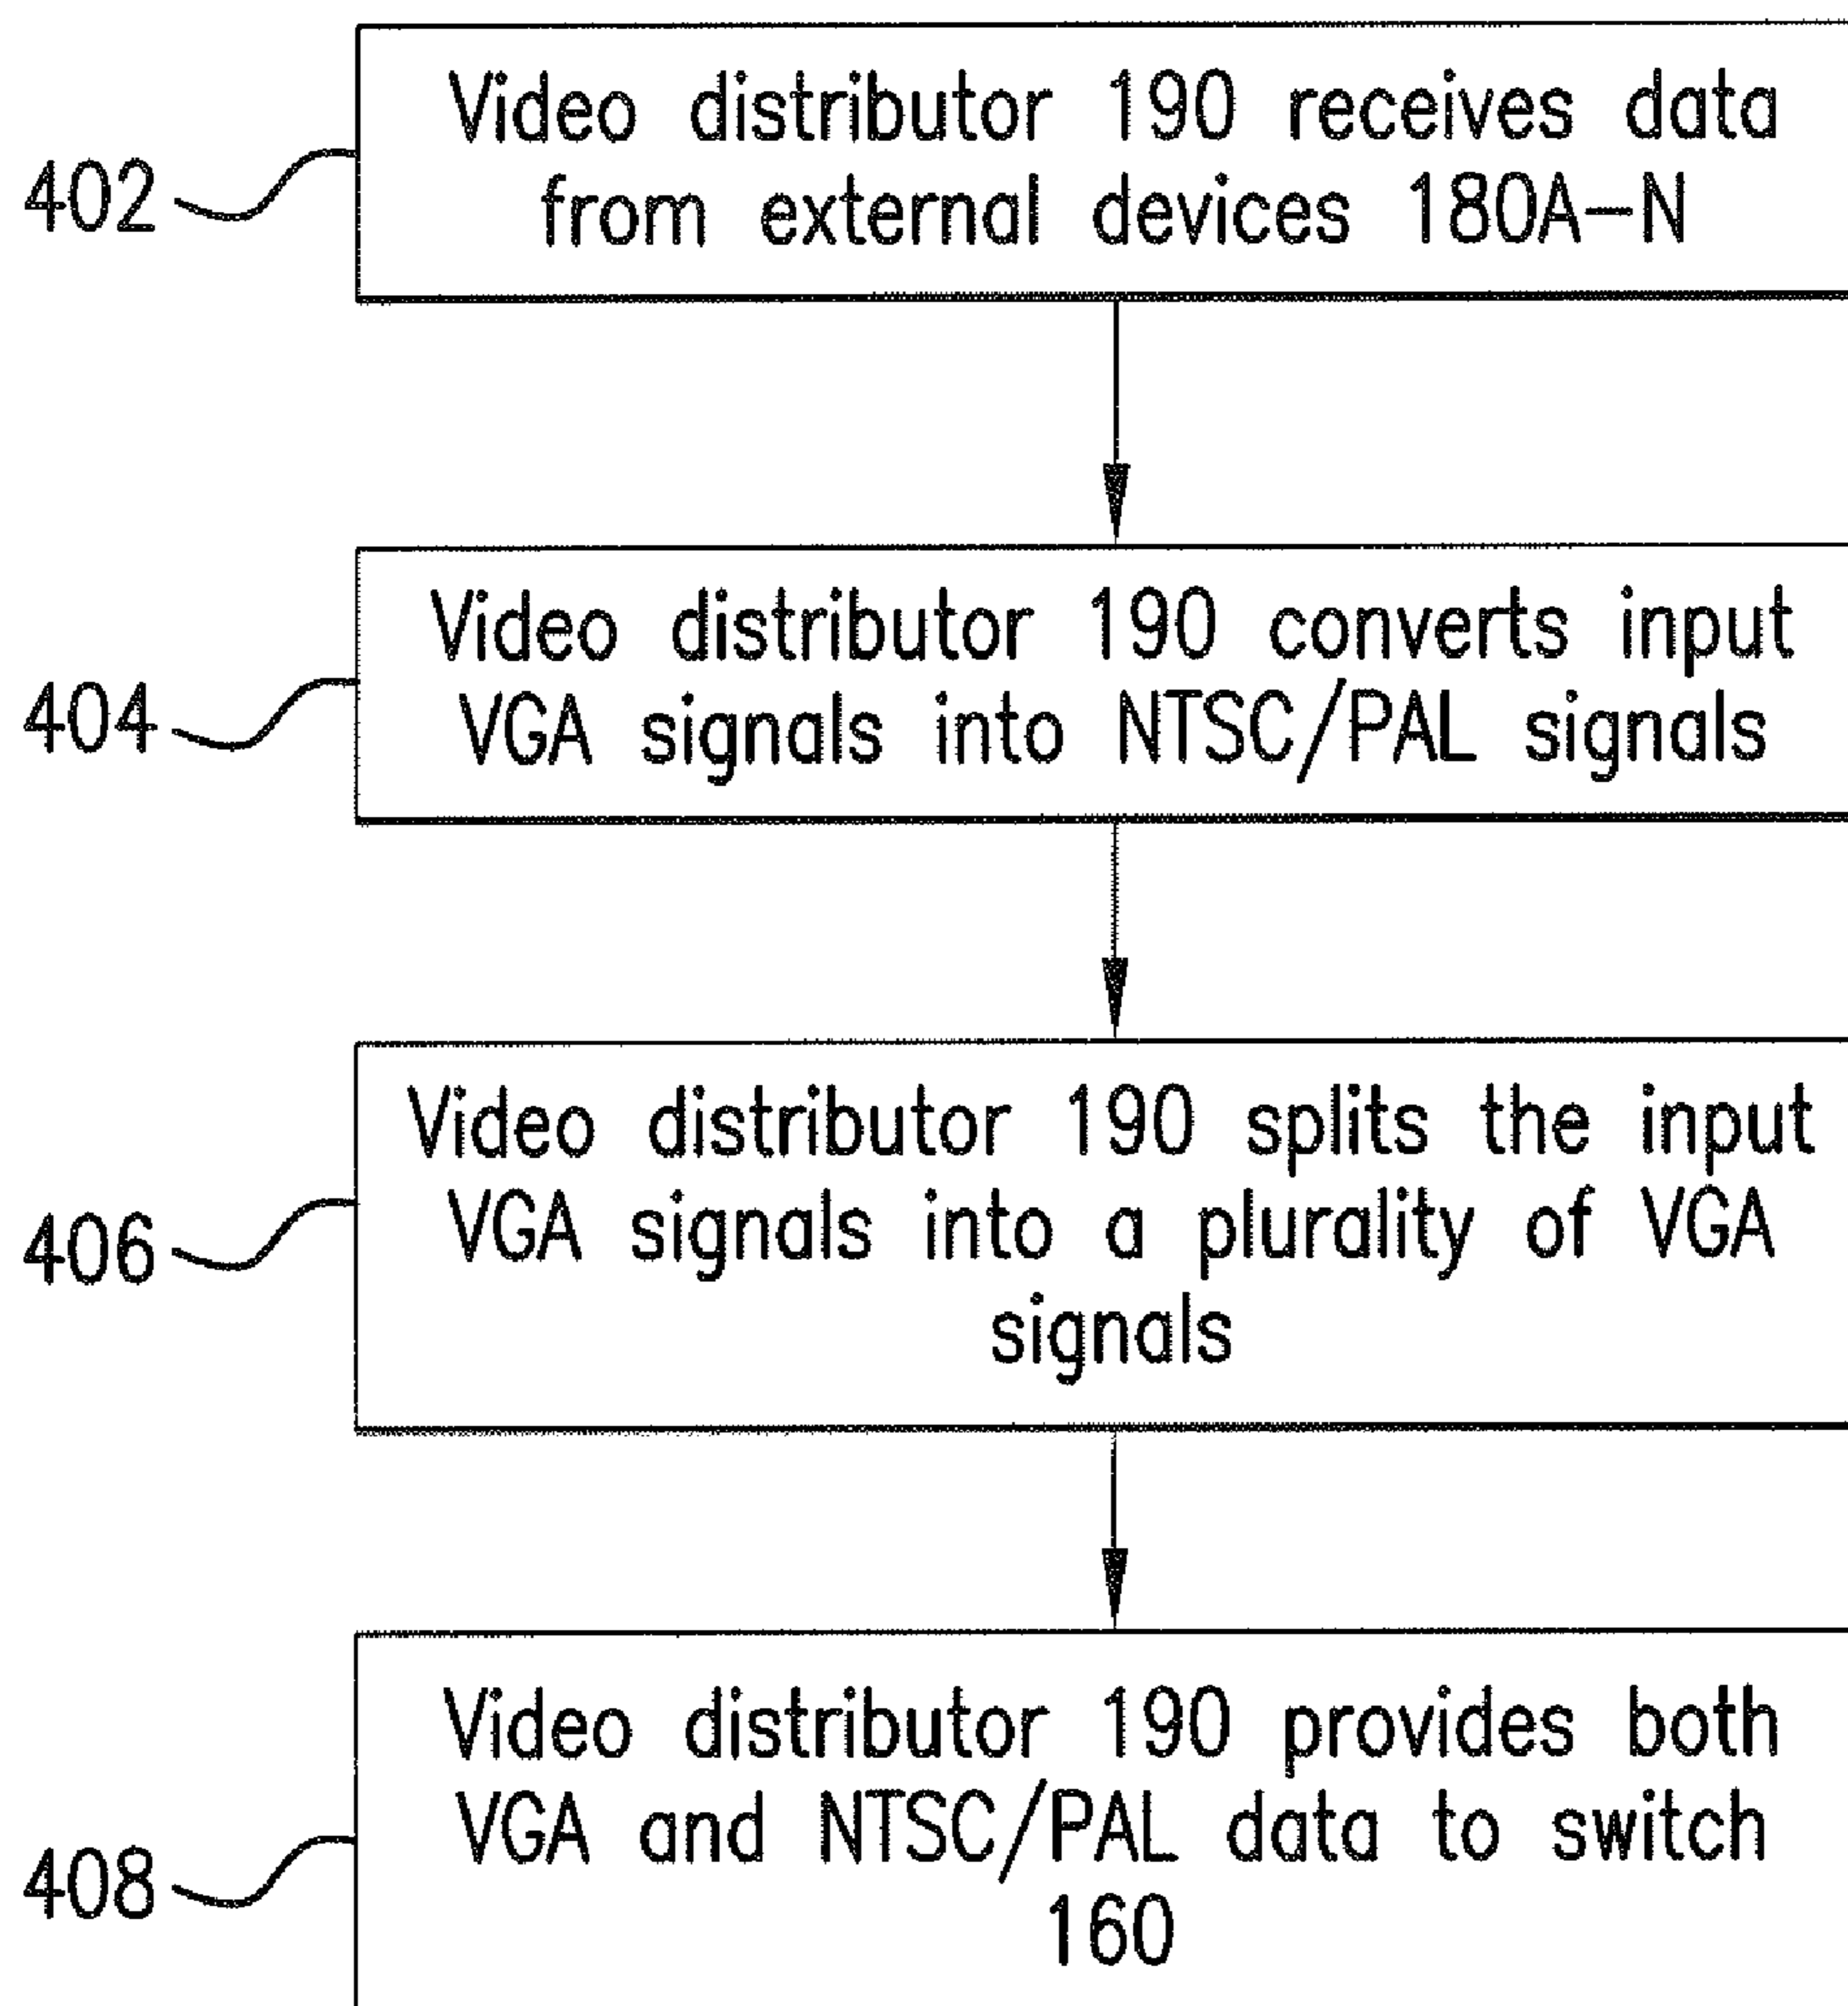 Video distributor 190 receives data
from external devices 180A-N
402
Video distributor 190 converts input
VGA signals into NTSC/PAL signals
404
Video distributor 190 splits the input
VGA signals into a plurality of VGA
signals
406
Video distributor 190 provides both
VGA and NTSC/PAL data to switch
160
408